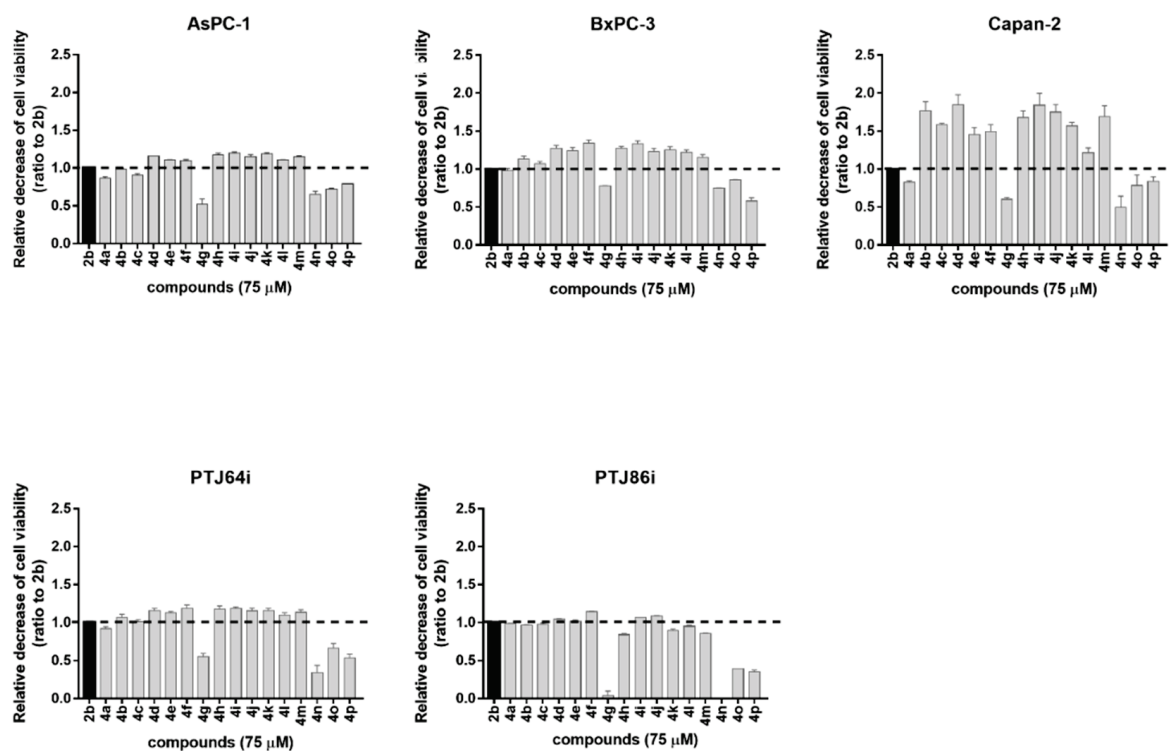 AsPC-1
Relative decrease of cell viability
(ratio to 2b)
2.5
2.0
1.5
1.0
0.5
0.0
2b 4a 4b 4c 4d 4e 4f 4g 4h 4i 4j 4k 4l 4m 4n 4o 4p
compounds (75 μM)
BxPC-3
Relative decrease of cell
(ratio to 2b)
2.5
2.0
1.5
1.0
0.5
0.0
2b 4a 4b 4c 4d 4e 4f 4g 4h 4i 4j 4k 4l 4m 4n 4o 4p
compounds (75 μM)
Capan-2
Relative decrease of cell viability
(ratio to 2b)
2.5
2.0
1.5
1.0
0.5
0.0
2b 4a 4b 4c 4d 4e 4f 4g 4h 4i 4j 4k 4l 4m 4n 4o 4p
compounds (75 μM)
PTJ64i
Relative decrease of cell viability
(ratio to 2b)
2.5
2.0
1.5
1.0
0.5
0.0
2b 4a 4b 4c 4d 4e 4f 4g 4h 4i 4j 4k 4l 4m 4n 4o 4p
compounds (75 μM)
PTJ86i
Relative decrease of cell viability
(ratio to 2b)
2.5
2.0
1.5
1.0
0.5
0.0
2b 4a 4b 4c 4d 4e 4f 4g 4h 4i 4j 4k 4l 4m 4n 4o 4p
compounds (75 μM)